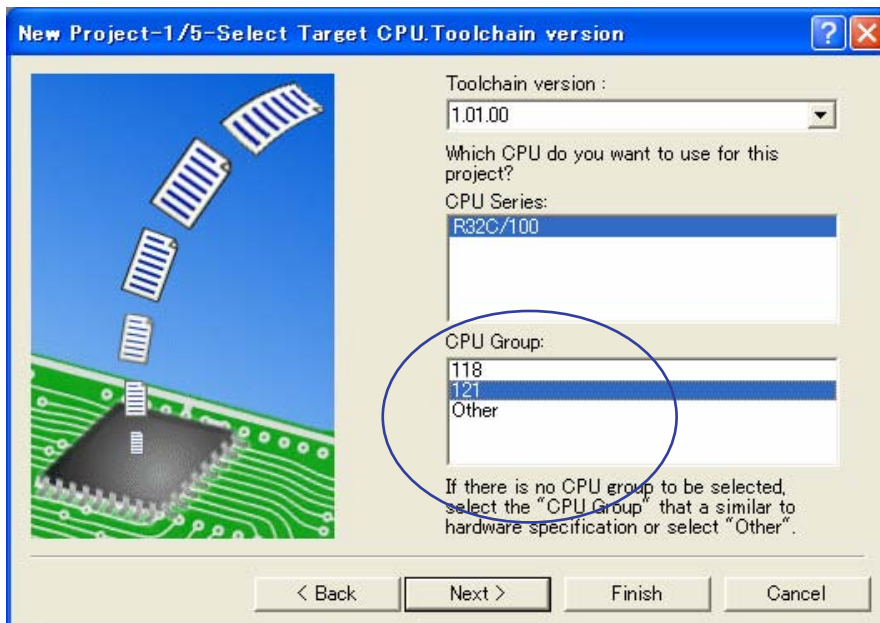 New Project-1/5-Select Target CPU.Toolchain version
Toolchain version :
1.01.00
Which CPU do you want to use for this
project?
CPU Series:
R32C/100
CPU Group:
118
121
Other
If there is no CPU group to be selected,
select the "CPU Group" that a similar to
hardware specification or select "Other".
< Back
Next >
Finish
Cancel